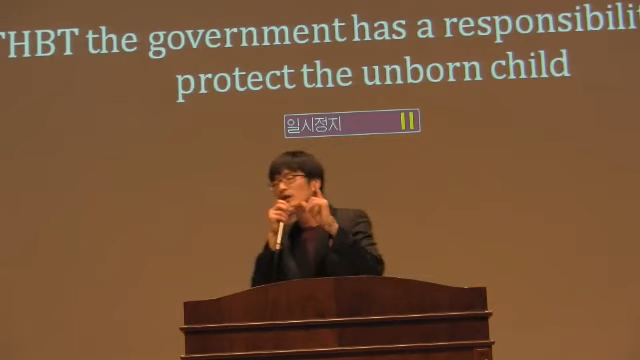 THBT the government has a responsibili
protect the unborn child
일시정지